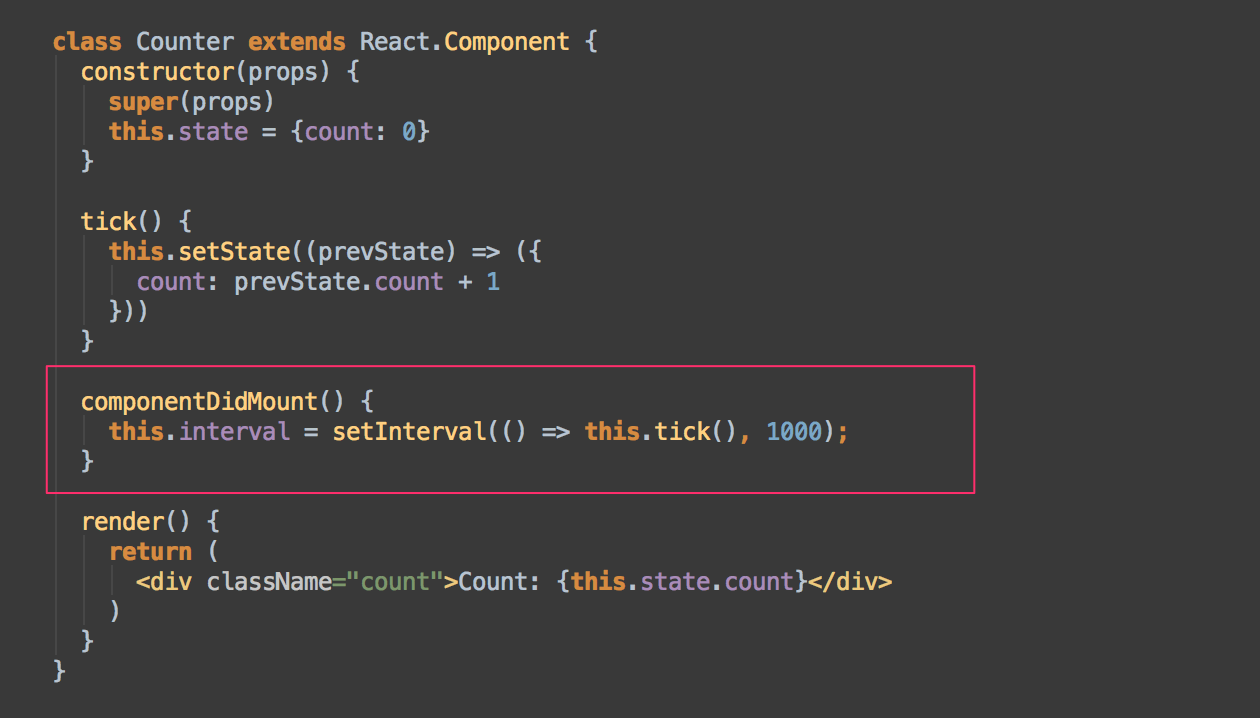 class Counter extends React.Component {
  constructor(props) {
    super(props)
    this.state = {count: 0}
  }

  tick() {
    this.setState((prevState) => ({
      count: prevState.count + 1
    }))
  }

  componentDidMount() {
    this.interval = setInterval(() => this.tick(), 1000);
  }

  render() {
    return (
      <div className="count">Count: {this.state.count}</div>
    )
  }
}